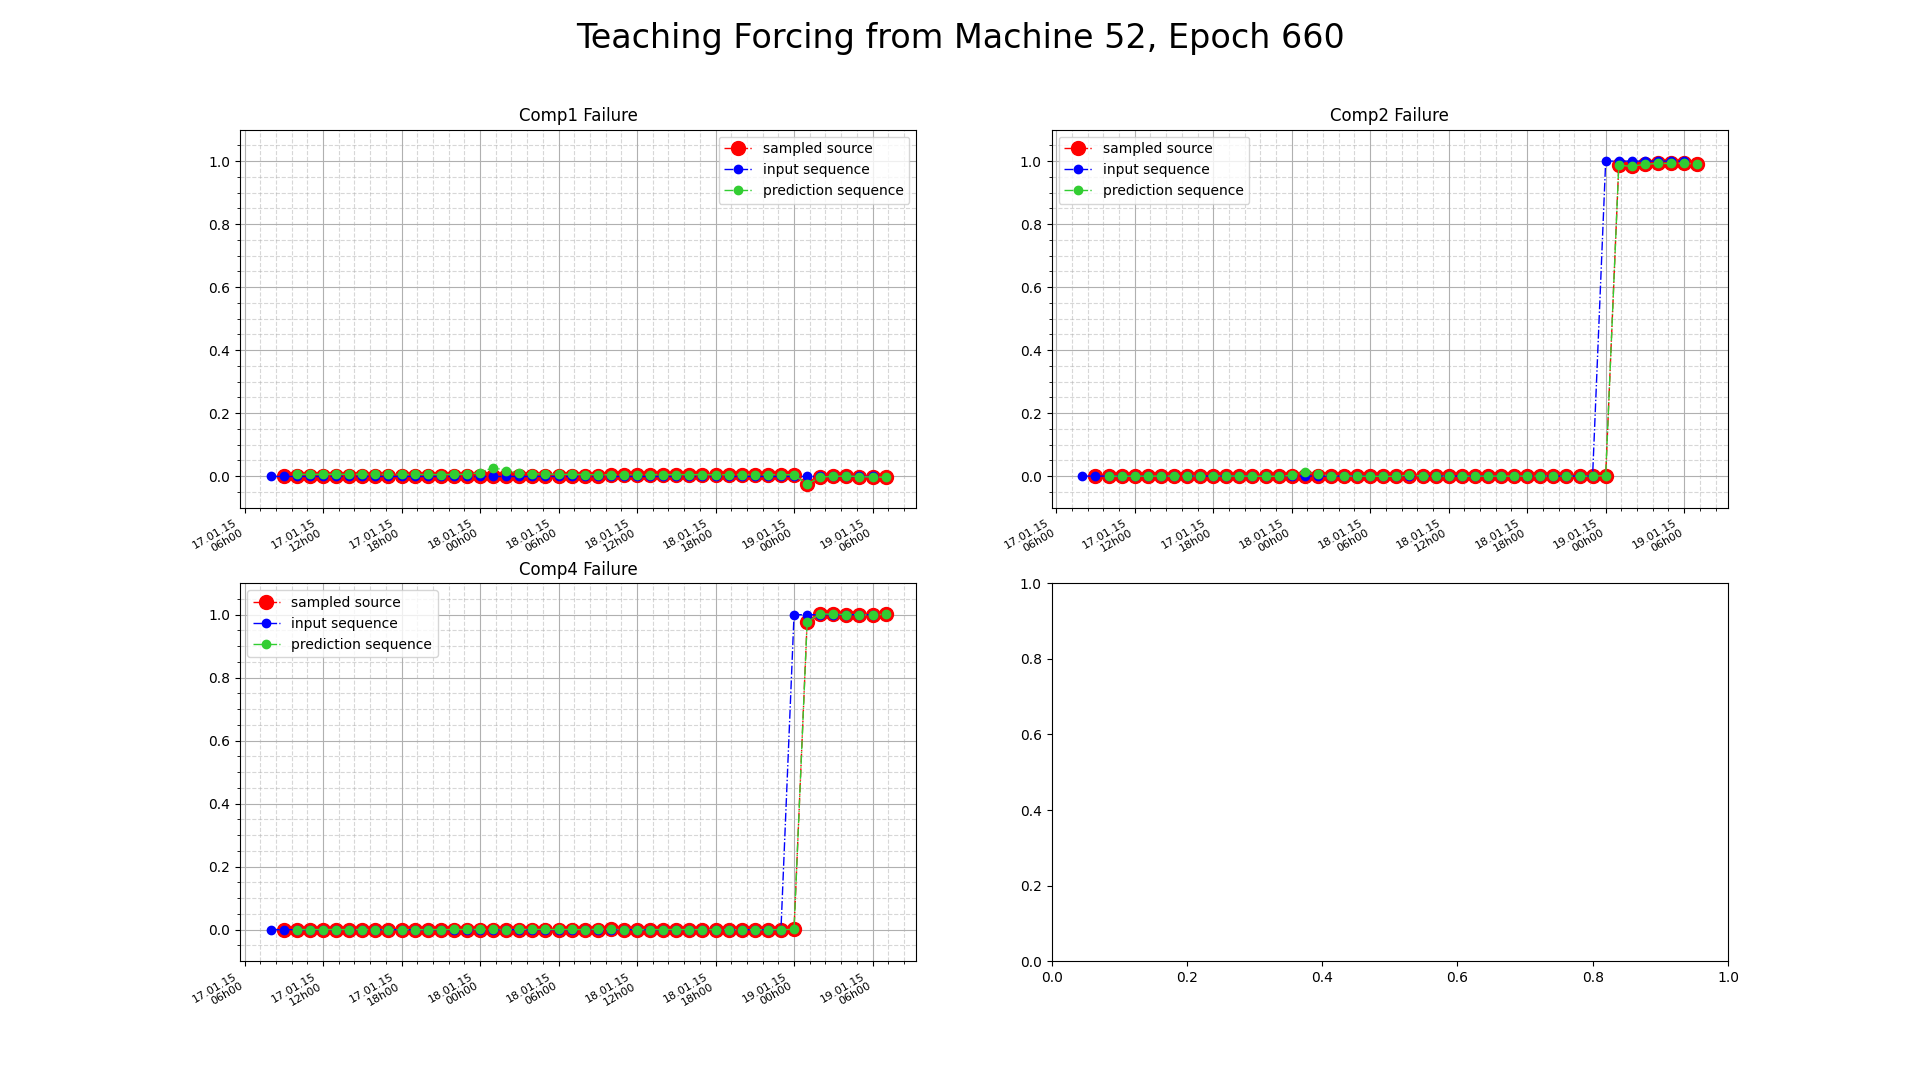 Teaching Forcing from Machine 52, Epoch 660
Comp1 Failure
sampled source
input sequence
prediction sequence
1.0
0.8
0.6
0.4
0.2
0.0
17.01.15
06h00
17.01.15
12h00
17.01.15
18h00
18.01.15
00h00
18.01.15
06h00
18.01.15
12h00
18.01.15
18h00
19.01.15
00h00
19.01.15
06h00
Comp2 Failure
sampled source
input sequence
prediction sequence
1.0
0.8
0.6
0.4
0.2
0.0
17.01.15
06h00
17.01.15
12h00
17.01.15
18h00
18.01.15
00h00
18.01.15
06h00
18.01.15
12h00
18.01.15
18h00
19.01.15
00h00
19.01.15
06h00
Comp4 Failure
sampled source
input sequence
prediction sequence
1.0
0.8
0.6
0.4
0.2
0.0
17.01.15
06h00
17.01.15
12h00
17.01.15
18h00
18.01.15
00h00
18.01.15
06h00
18.01.15
12h00
18.01.15
18h00
19.01.15
00h00
19.01.15
06h00
1.0
0.8
0.6
0.4
0.2
0.0
0.0 0.2 0.4 0.6 0.8 1.0